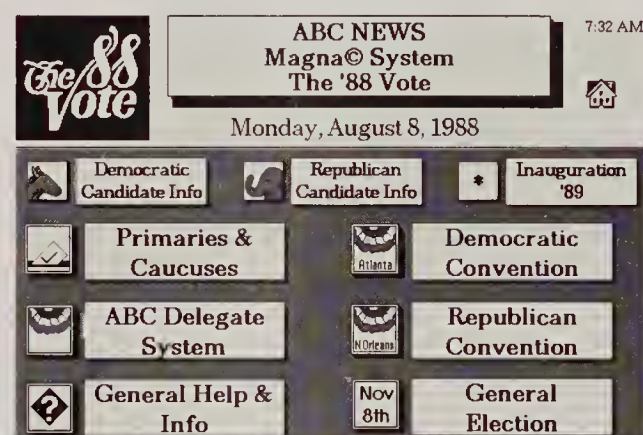 The '88 Vote
ABC NEWS
Magna© System
The '88 Vote
7:32 AM
Monday, August 8, 1988
Democratic
Candidate Info
Republican
Candidate Info
*
Inauguration
'89
Primaries &
Caucuses
Atlanta
Democratic
Convention
ABC Delegate
System
N Orleans
Republican
Convention
?
General Help &
Info
Nov
8th
General
Election